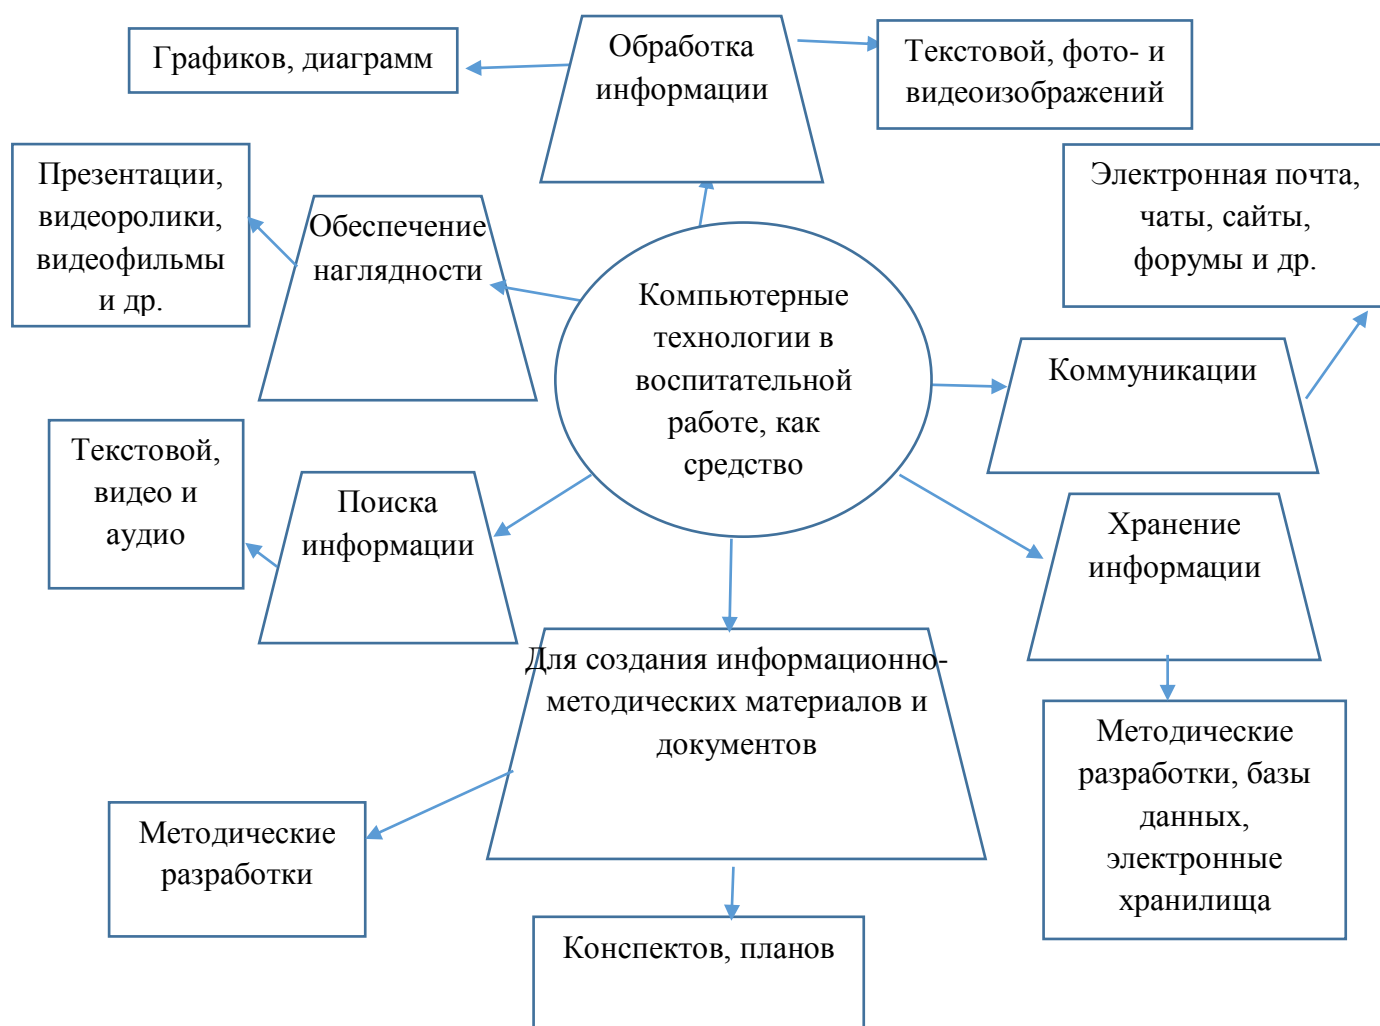 Обработка
информации
Графиков, диаграмм
Текстовой, фото- и
видеоизображений
Презентации,
видеоролики,
видеофильмы
и др.
Обеспечение
наглядности
Электронная почта,
чаты, сайты,
форумы и др.
Компьютерные
технологии в
воспитательной
работе, как
средство
Коммуникации
Текстовой,
видео и
аудио
Поиска
информации
Хранение
информации
Для создания информационно-
методических материалов и
документов
Методические
разработки, базы
данных,
электронные
хранилища
Методические
разработки
Конспектов, планов